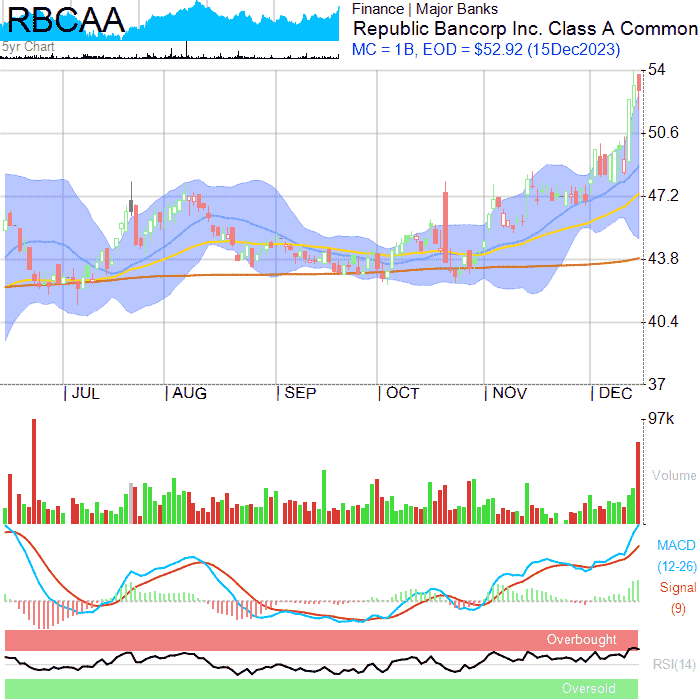 RBCAA
5yr Chart
Finance | Major Banks
Republic Bancorp Inc. Class A Common
MC = 1B, EOD = $52.92 (15Dec2023)
54
50.6
47.2
43.8
40.4
37
JUL AUG SEP OCT NOV DEC
97k
Volume
MACD
(12-26)
Signal
(9)
Overbought
RSI(14)
Oversold